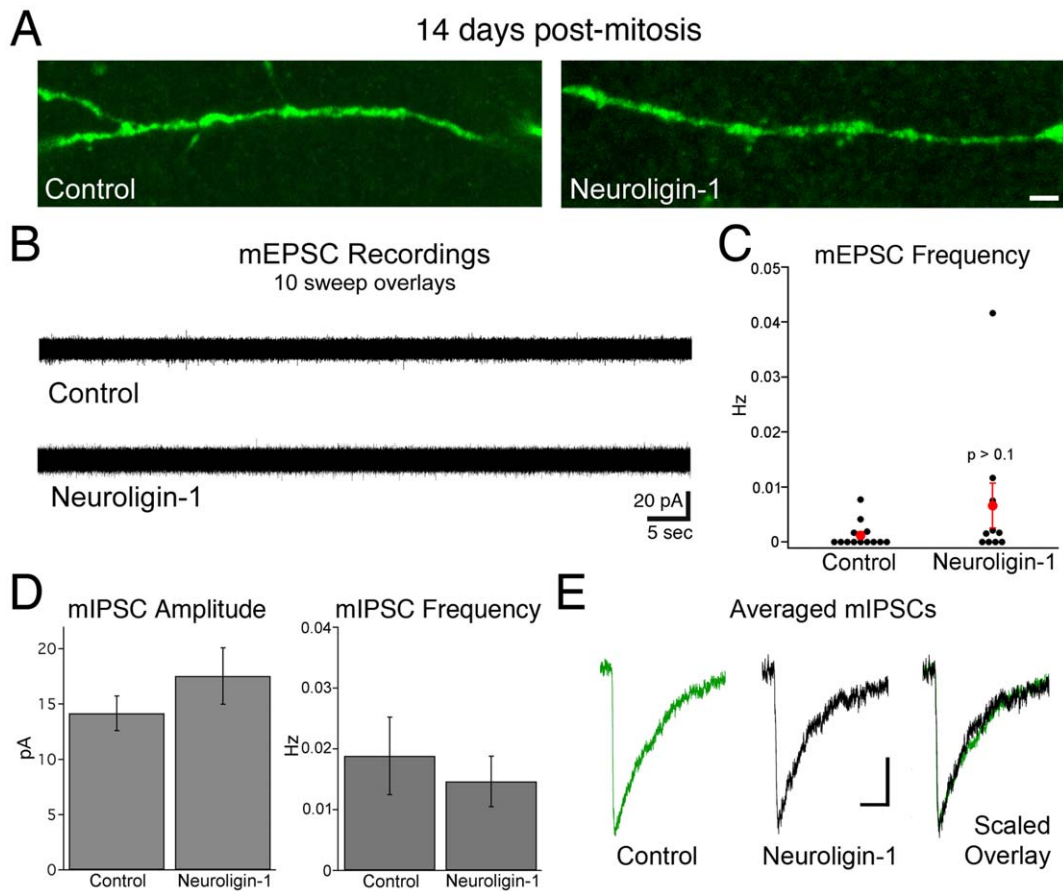 A
14 days post-mitosis
Control
Neuroligin-1
B
mEPSC Recordings
10 sweep overlays
Control
Neuroligin-1
20 pA
5 sec
C
mEPSC Frequency
0.05
0.04
0.03
0.02
0.01
0
Hz
p > 0.1
Control
Neuroligin-1
D
mIPSC Amplitude
20
15
10
5
0
pA
Control
Neuroligin-1
mIPSC Frequency
0.04
0.03
0.02
0.01
0
Hz
Control
Neuroligin-1
E
Averaged mIPSCs
Control
Neuroligin-1
Scaled
Overlay